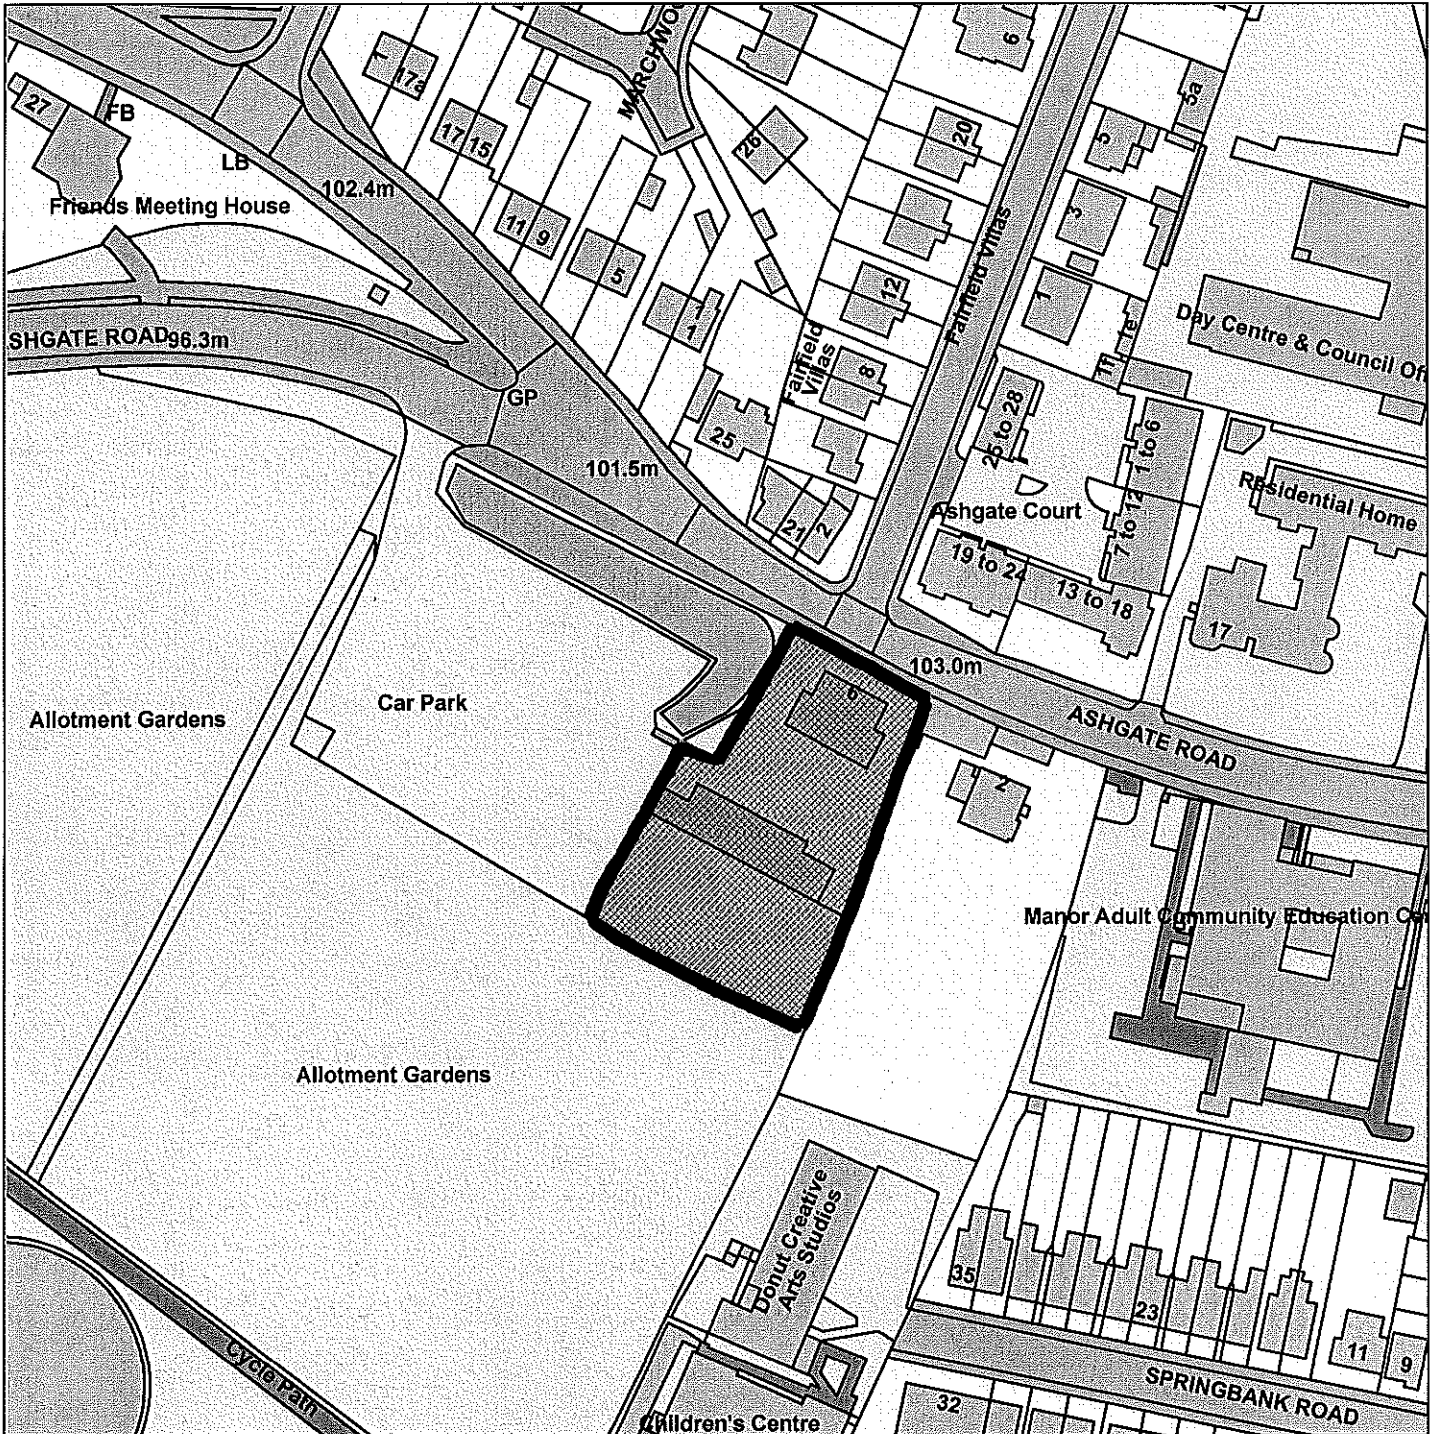 MARCHWOO
6
17a
5a
27
FB
20
5
17 15
26
LB
102.4m
3
Friends Meeting House
11 9
Fairfield Villas
5
12
1
1
Day Centre & Council Of
SHGATE ROAD
96.3m
1e
Fairfield
Villas
8
1f
GP
25 to 28
25
1 to 6
101.5m
Residential Home
Ashgate Court
21
2
7 to 12
19 to 24
13 to 18
17
103.0m
6
Car Park
Allotment Gardens
ASHGATE ROAD
2
Manor Adult Community Education Ce
Allotment Gardens
Donut Creative
Arts Studios
35
23
Cycle Path
11
9
SPRINGBANK ROAD
32
Children's Centre